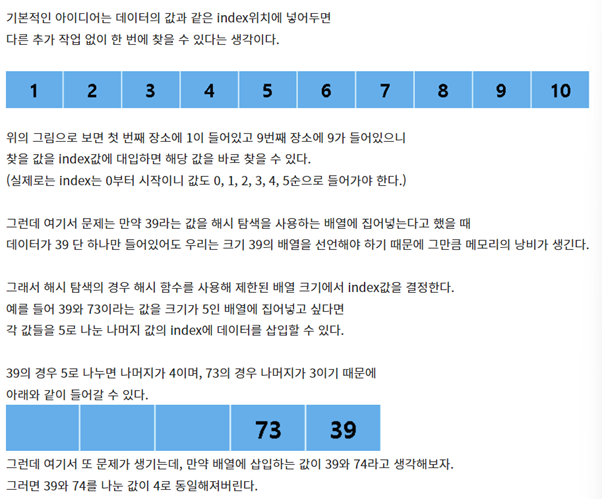 기본적인 아이디어는 데이터의 값과 같은 index위치에 넣어두면
다른 추가 작업 없이 한 번에 찾을 수 있다는 생각이다.
1 2 3 4 5 6 7 8 9 10
위의 그림으로 보면 첫 번째 장소에 1이 들어있고 9번째 장소에 9가 들어있으니
찾을 값을 index값에 대입하면 해당 값을 바로 찾을 수 있다.
(실제로는 index는 0부터 시작이니 값도 0, 1, 2, 3, 4, 5순으로 들어가야 한다.)
그런데 여기서 문제는 만약 39라는 값을 해시 탐색을 사용하는 배열에 집어넣는다고 했을 때
데이터가 39 단 하나만 들어있어도 우리는 크기 39의 배열을 선언해야 하기 때문에 그만큼 메모리의 낭비가 생긴다.
그래서 해시 탐색의 경우 해시 함수를 사용해 제한된 배열 크기에서 index값을 결정한다.
예를 들어 39와 73이라는 값을 크기가 5인 배열에 집어넣고 싶다면
각 값들을 5로 나눈 나머지 값의 index에 데이터를 삽입할 수 있다.
39의 경우 5로 나누면 나머지가 4이며, 73의 경우 나머지가 3이기 때문에
아래와 같이 들어갈 수 있다.
73 39
그런데 여기서 또 문제가 생기는데, 만약 배열에 삽입하는 값이 39와 74라고 생각해보자.
그러면 39와 74를 나눈 값이 4로 동일해져버린다.